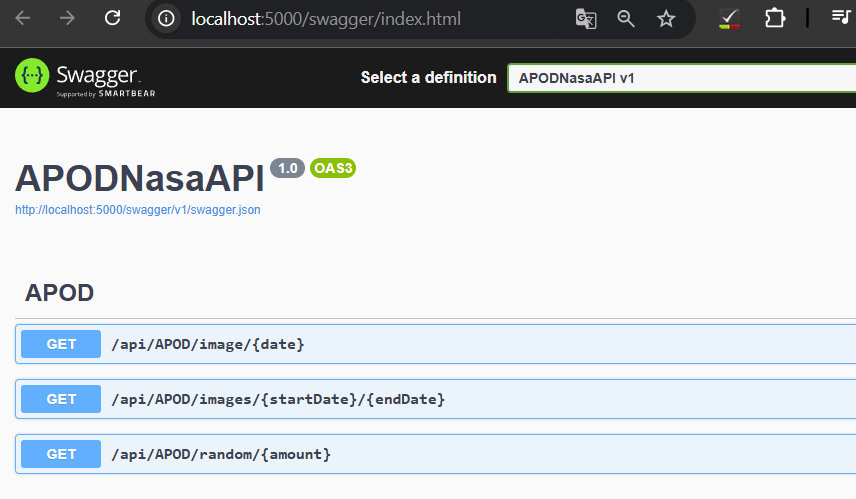 localhost:5000/swagger/index.html
Swagger
Supported by SMARTBEAR
Select a definition
APODNasaAPI v1
APODNasaAPI 1.0 OAS3
http://localhost:5000/swagger/v1/swagger.json
APOD
GET /api/APOD/image/{date}
GET /api/APOD/images/{startDate}/{endDate}
GET /api/APOD/random/{amount}